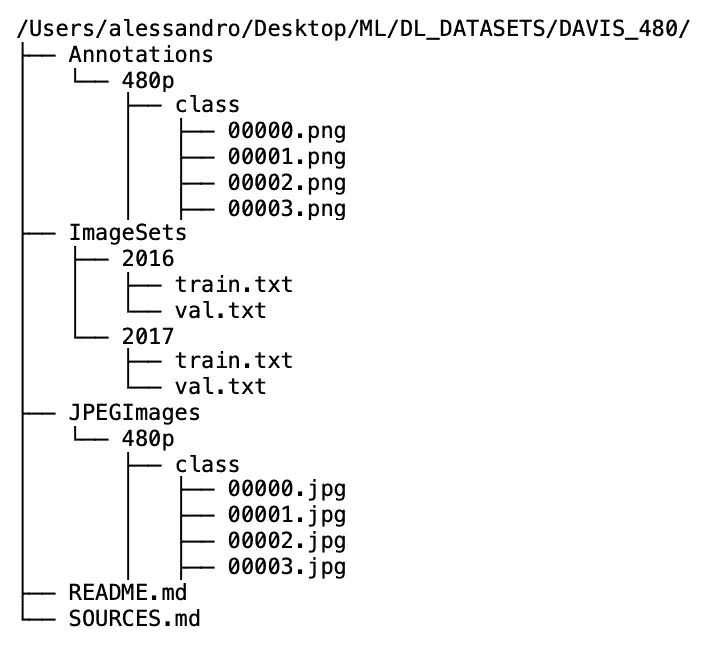 /Users/alessandro/Desktop/ML/DL_DATASETS/DAVIS_480/
├── Annotations
│   └── 480p
│       ├── class
│       │   ├── 00000.png
│       │   ├── 00001.png
│       │   ├── 00002.png
│       │   ├── 00003.png
├── ImageSets
│   ├── 2016
│   │   ├── train.txt
│   │   └── val.txt
│   └── 2017
│       ├── train.txt
│       └── val.txt
├── JPEGImages
│   └── 480p
│       ├── class
│       │   ├── 00000.jpg
│       │   ├── 00001.jpg
│       │   ├── 00002.jpg
│       │   ├── 00003.jpg
├── README.md
└── SOURCES.md